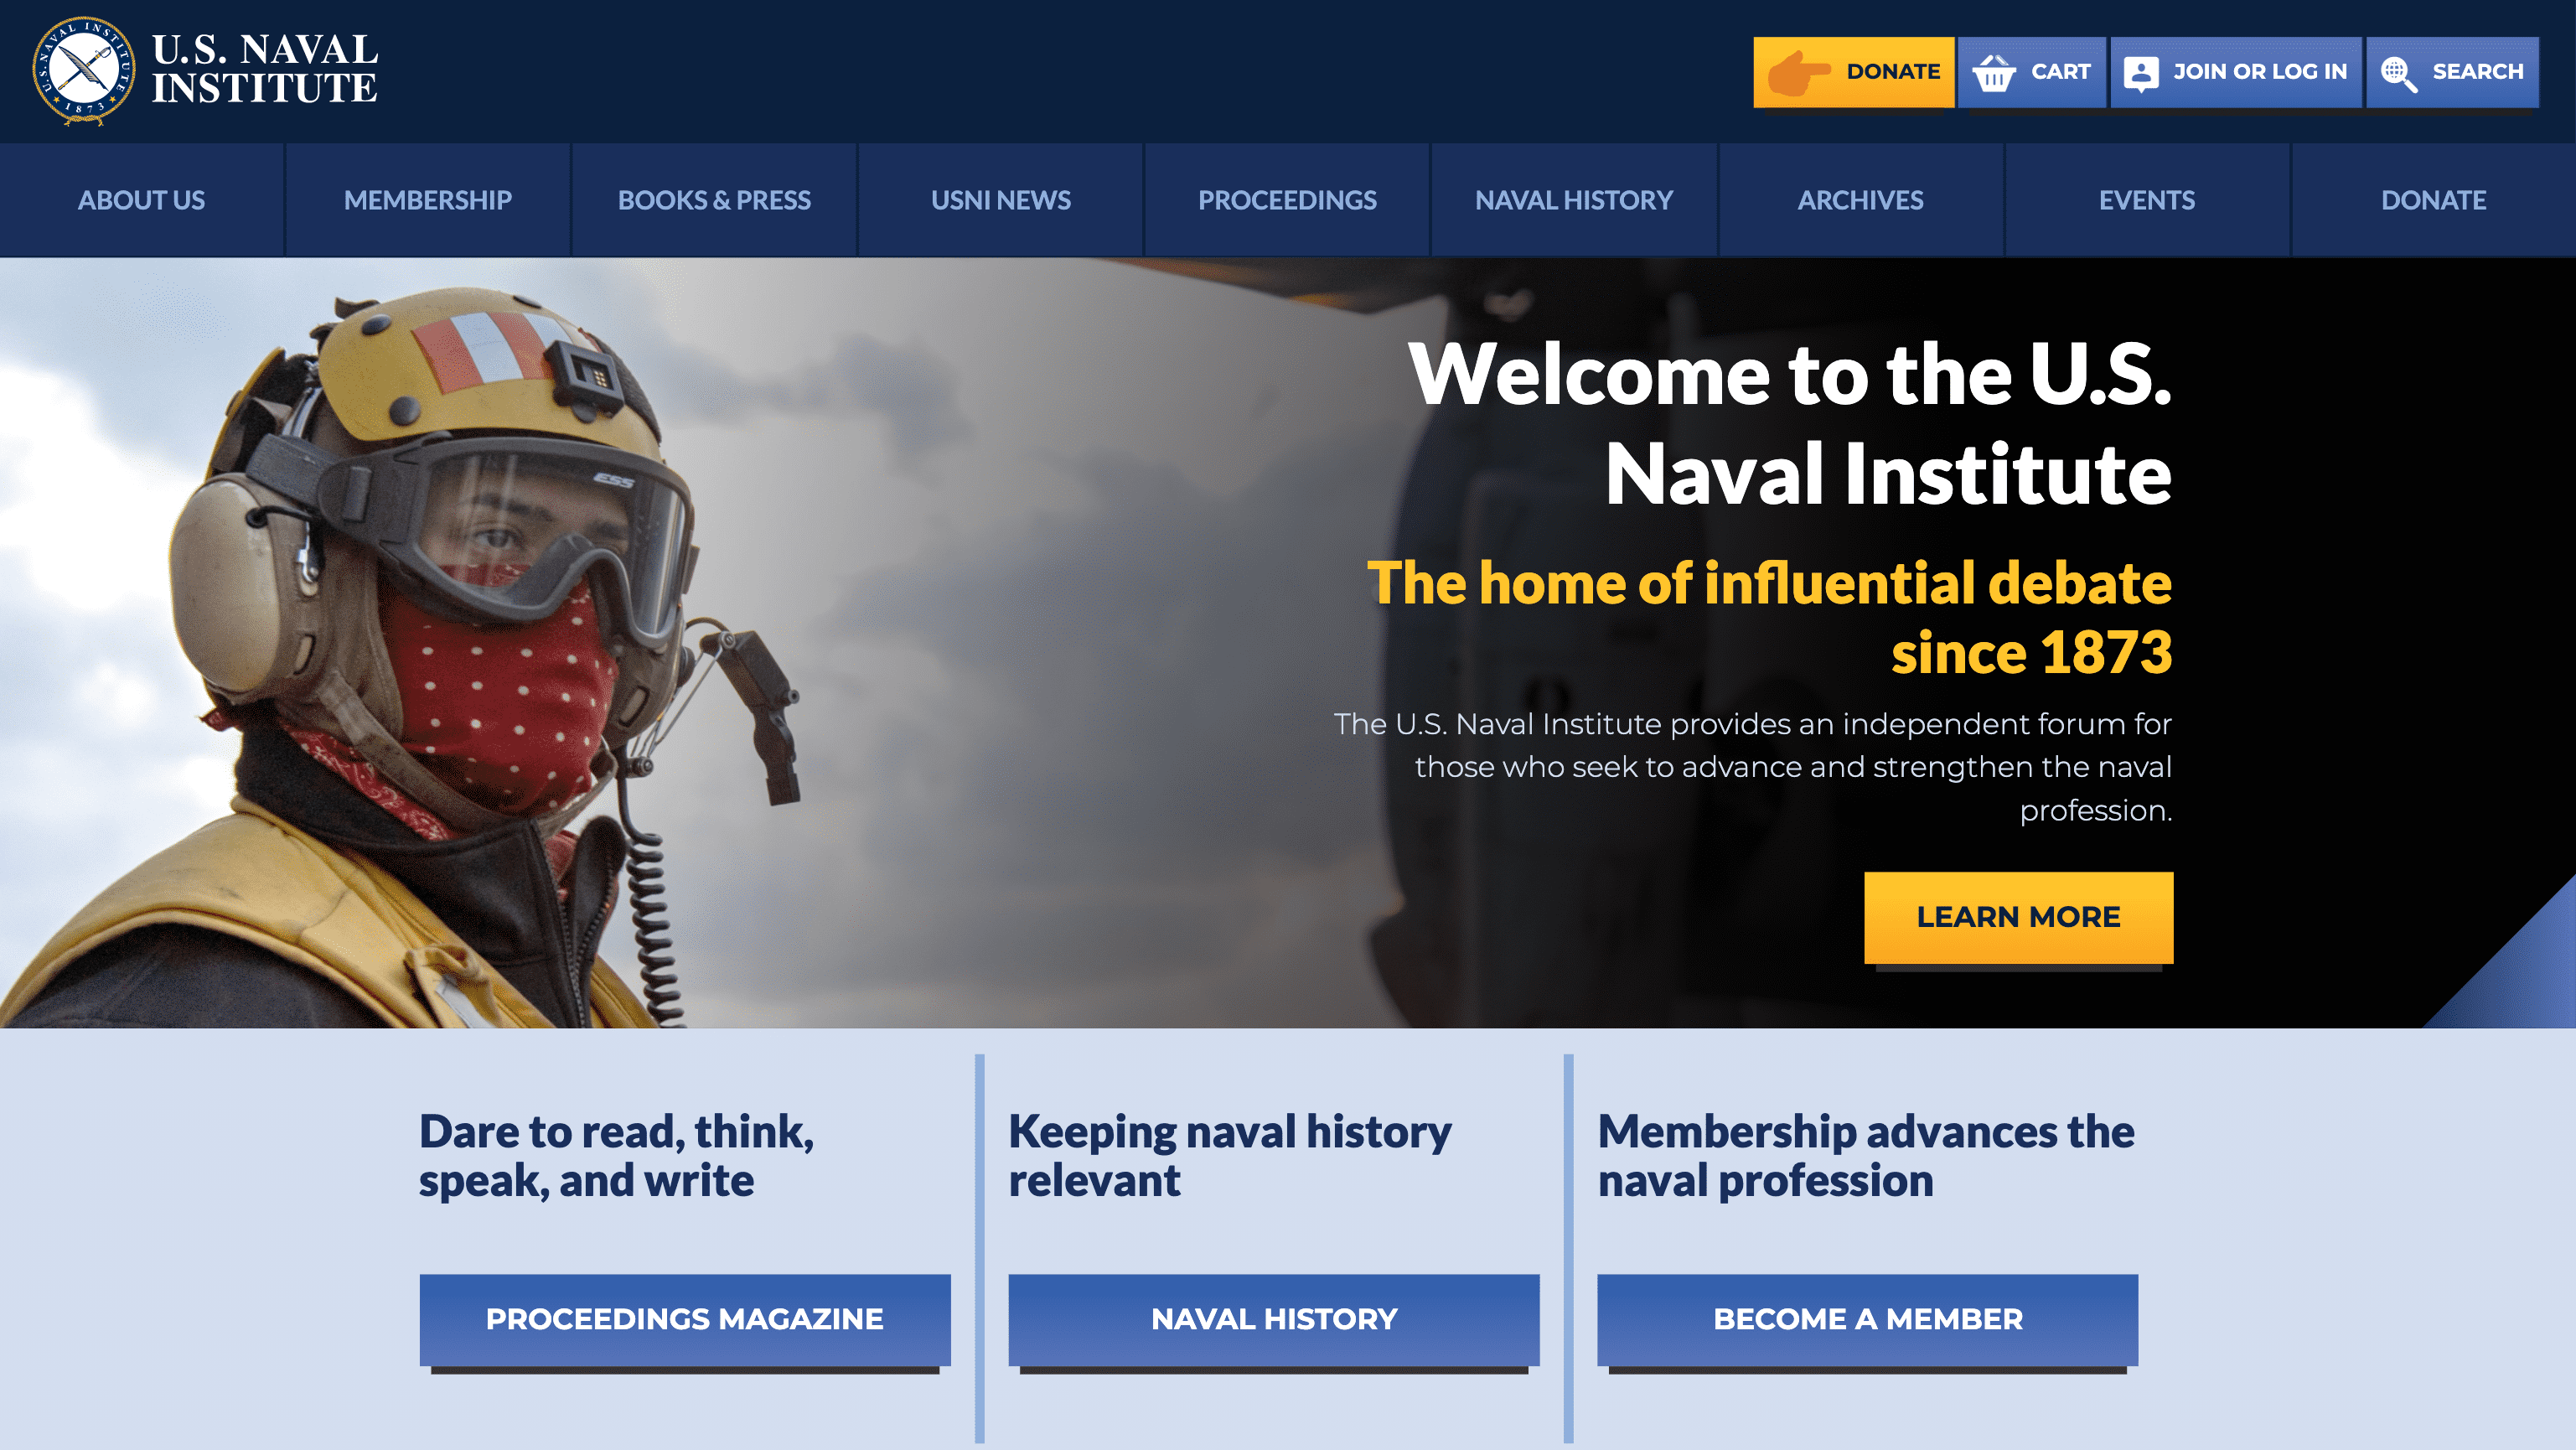 U.S. NAVAL INSTITUTE
1873
U.S. NAVAL
INSTITUTE
DONATE
CART
JOIN OR LOG IN
SEARCH
ABOUT US
MEMBERSHIP
BOOKS & PRESS
USNI NEWS
PROCEEDINGS
NAVAL HISTORY
ARCHIVES
EVENTS
DONATE
ESS
Welcome to the U.S.
Naval Institute
The home of influential debate
since 1873
The U.S. Naval Institute provides an independent forum for
those who seek to advance and strengthen the naval
profession.
LEARN MORE
Dare to read, think,
speak, and write
PROCEEDINGS MAGAZINE
Keeping naval history
relevant
NAVAL HISTORY
Membership advances the
naval profession
BECOME A MEMBER